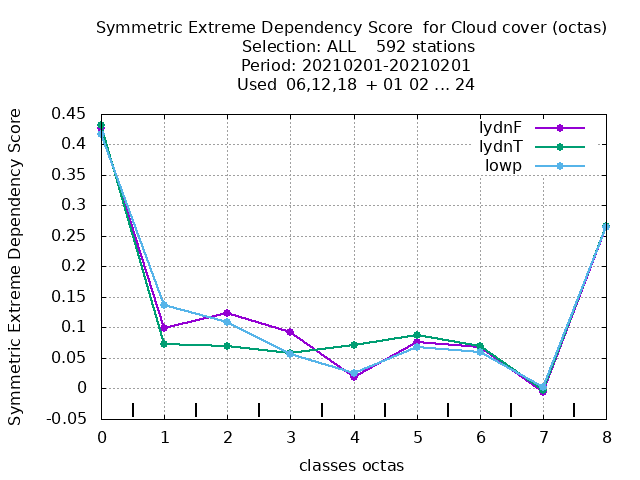 Symmetric Extreme Dependency Score  for Cloud cover (octas)
Selection: ALL    592 stations
Period: 20210201-20210201
Used  06,12,18  + 01 02 ... 24
Symmetric Extreme Dependency Score
0.45
0.4
0.35
0.3
0.25
0.2
0.15
0.1
0.05
0
-0.05
lydnF
lydnT
lowp
0 1 2 3 4 5 6 7 8
classes octas